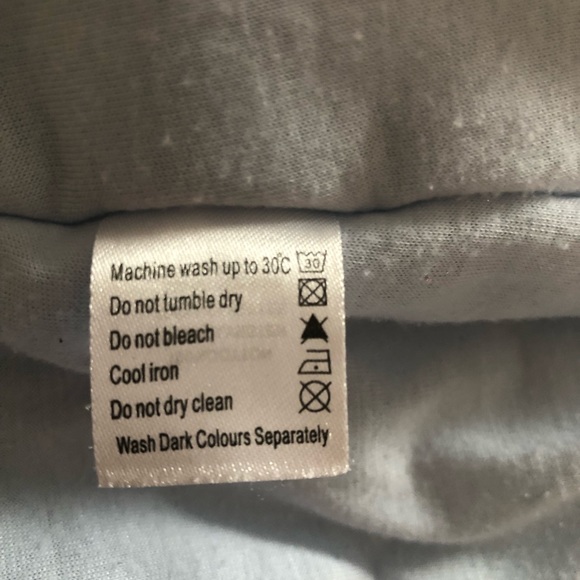 Machine wash up to 30°C 30
Do not tumble dry
Do not bleach
Cool iron
Do not dry clean
Wash Dark Colours Separately